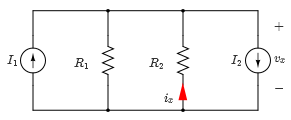 +
I₁ R₁ R₂ I₂ vₓ
iₓ −